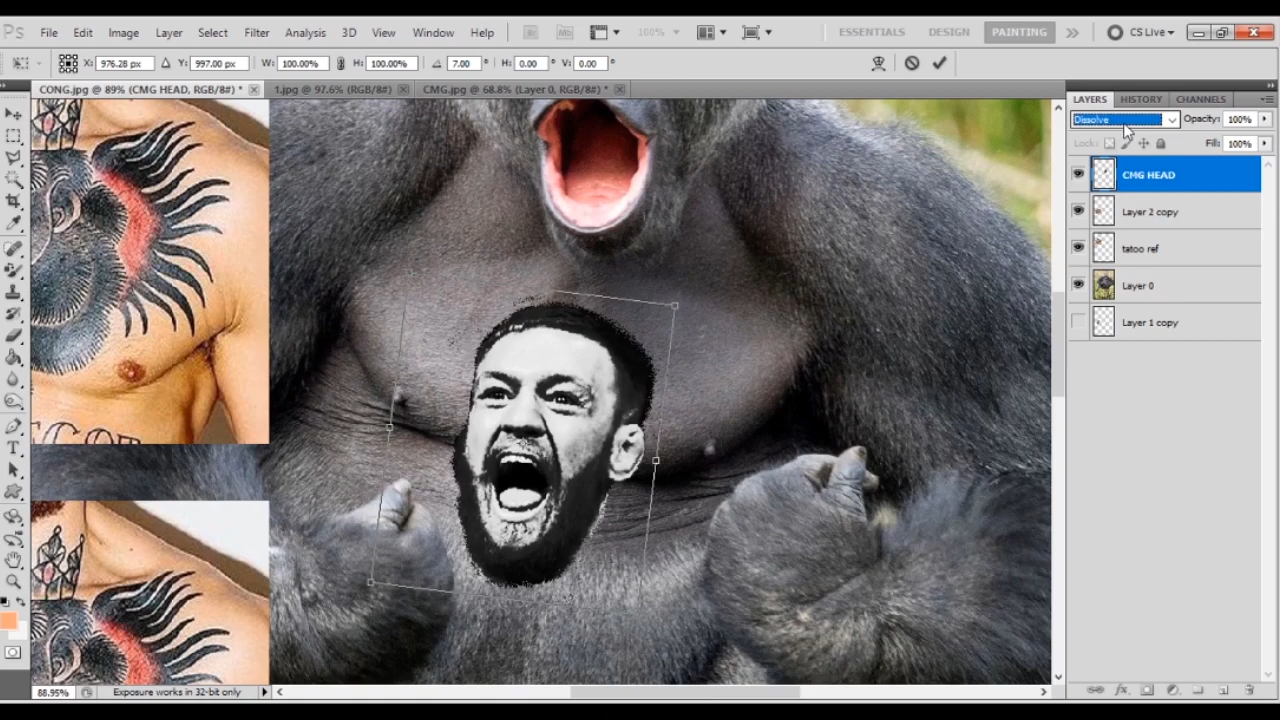 Ps File Edit Image Layer Select Filter Analysis 3D View Window Help Br Mb 100% ESSENTIALS DESIGN PAINTING CS Live
X: 976.28 px Y: 997.00 px W: 100.00% H: 100.00% 7.00 ° H: 0.00 ° V: 0.00 °
CONG.jpg @ 89% (CMG HEAD, RGB/8#) * 1.jpg @ 97.6% (RGB/8#) CMG.jpg @ 68.8% (Layer 0, RGB/8#) *
LAYERS HISTORY CHANNELS
Dissolve Opacity: 100%
Lock: Fill: 100%
CMG HEAD
Layer 2 copy
tatoo ref
Layer 0
Layer 1 copy
88.95% Exposure works in 32-bit only